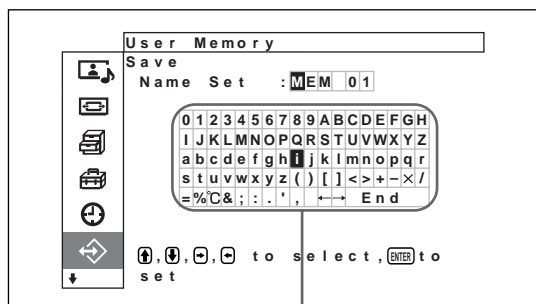 User Memory
Save
Name Set :MEM 01
0123456789ABCDEFGH
IJKLMNOPQRSTUVWXYZ
abcdefghijklmnopqr
stuvwxyz()[]<>+−×/
=%℃&;:.', ←→ End
↑,↓,→,← to select,ENTER to
set